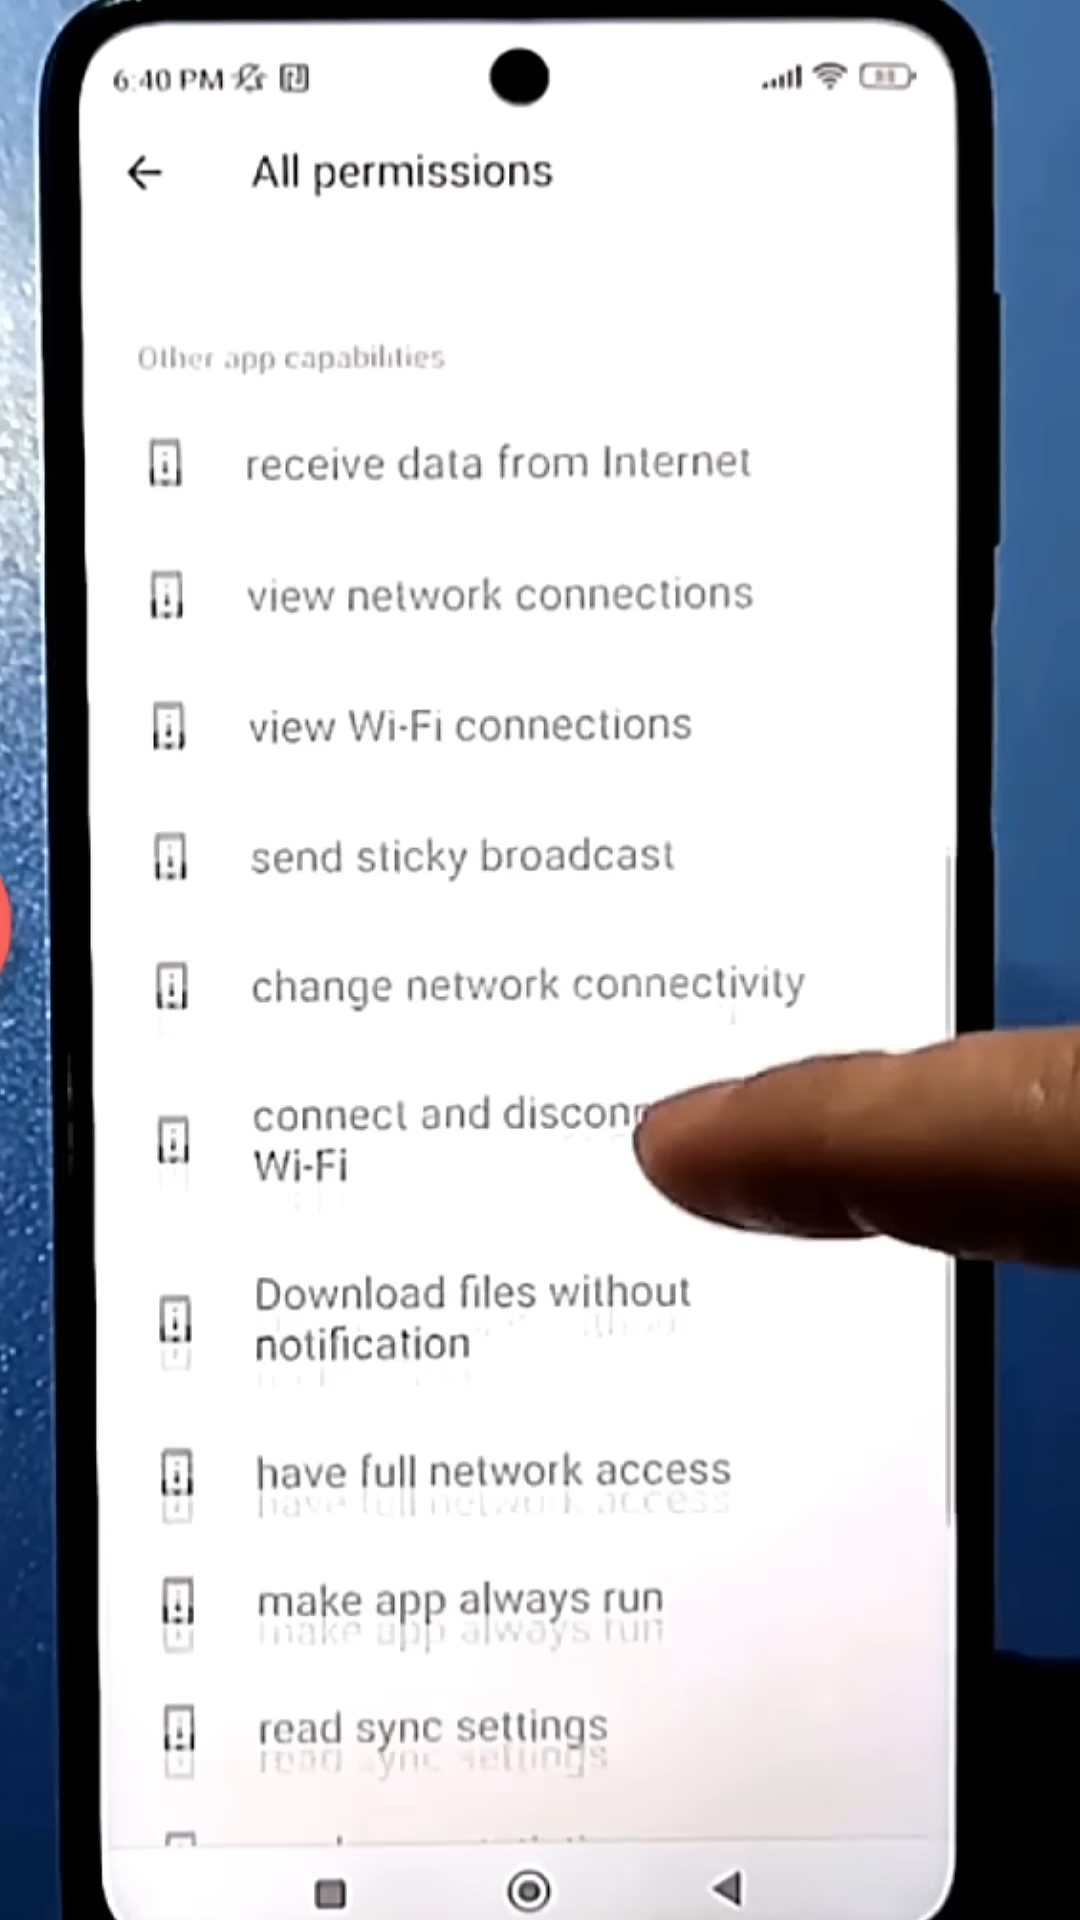 6:40 PM
All permissions
Other app capabilities
receive data from Internet
view network connections
view Wi-Fi connections
send sticky broadcast
change network connectivity
connect and disconn
Wi-Fi
Download files without
notification
have full network access
make app always run
read sync settings